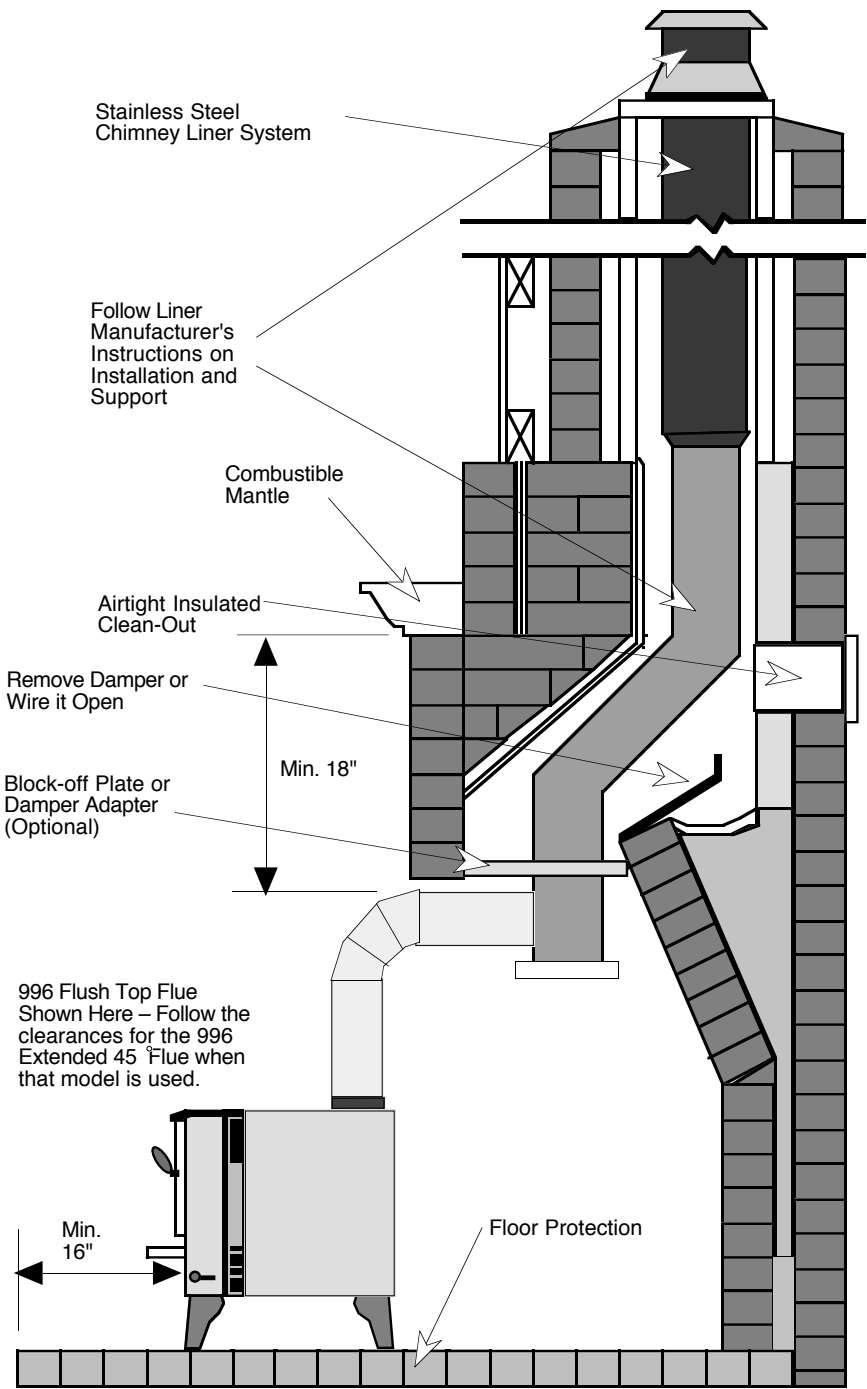 Stainless Steel
Chimney Liner System
Follow Liner
Manufacturer's
Instructions on
Installation and
Support
Combustible
Mantle
Airtight Insulated
Clean-Out
Remove Damper or
Wire it Open
Min. 18"
Block-off Plate or
Damper Adapter
(Optional)
996 Flush Top Flue
Shown Here – Follow the
clearances for the 996
Extended 45°Flue when
that model is used.
Min.
16"
Floor Protection